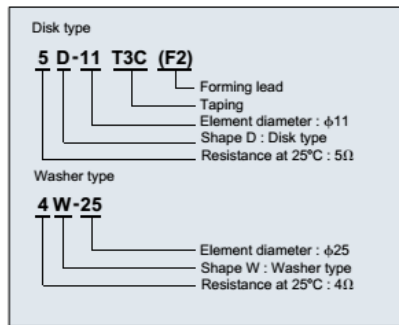 Disk type
5 D-11 T3C (F2)
Forming lead
Taping
Element diameter : ϕ11
Shape D : Disk type
Resistance at 25°C : 5Ω
Washer type
4 W-25
Element diameter : ϕ25
Shape W : Washer type
Resistance at 25°C : 4Ω